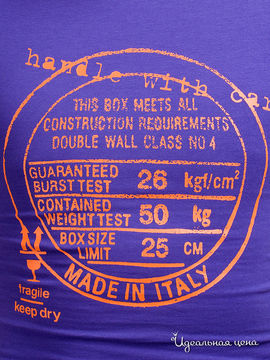 handle with car
THIS BOX MEETS ALL
CONSTRUCTION REQUIREMENTS
DOUBLE WALL CLASS NO 4
GUARANTEED
BURST TEST 26 kgf/cm²
CONTAINED
WEIGHT TEST 50 kg
BOX SIZE
LIMIT 25 CM
MADE IN ITALY
fragile
keep dry
Идеальная цена